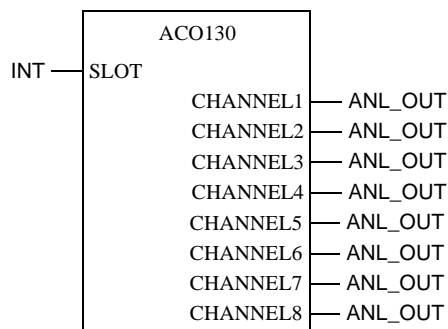 ACO130
INT SLOT
CHANNEL1 ANL_OUT
CHANNEL2 ANL_OUT
CHANNEL3 ANL_OUT
CHANNEL4 ANL_OUT
CHANNEL5 ANL_OUT
CHANNEL6 ANL_OUT
CHANNEL7 ANL_OUT
CHANNEL8 ANL_OUT